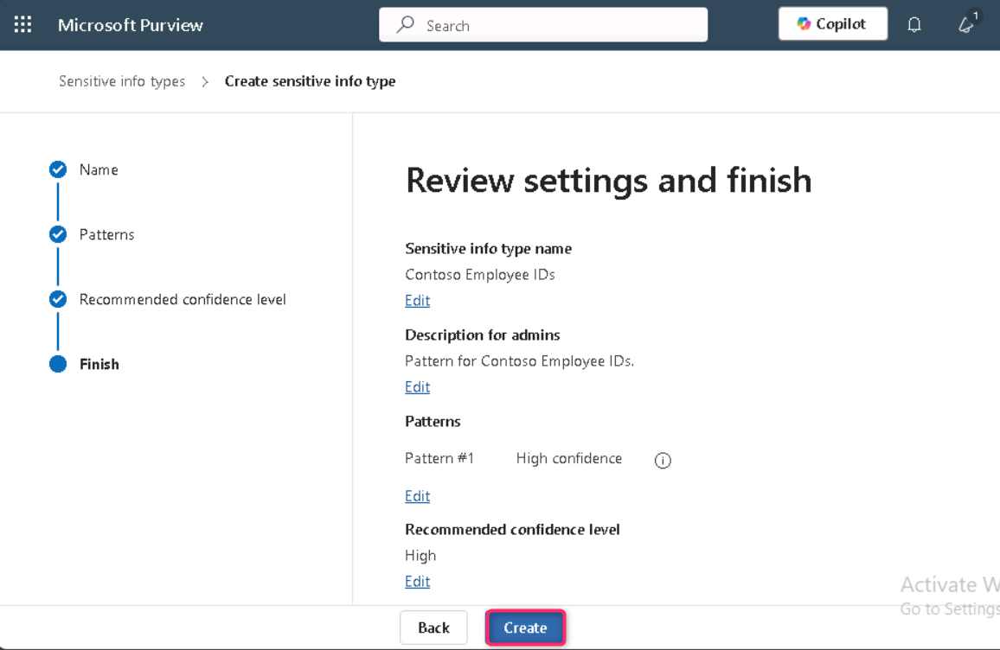 Microsoft Purview
Search
Copilot
1
Sensitive info types > Create sensitive info type
Name
Patterns
Recommended confidence level
Finish
Review settings and finish
Sensitive info type name
Contoso Employee IDs
Edit
Description for admins
Pattern for Contoso Employee IDs.
Edit
Patterns
Pattern #1 High confidence
Edit
Recommended confidence level
High
Edit
Activate W
Go to Settings
Back
Create